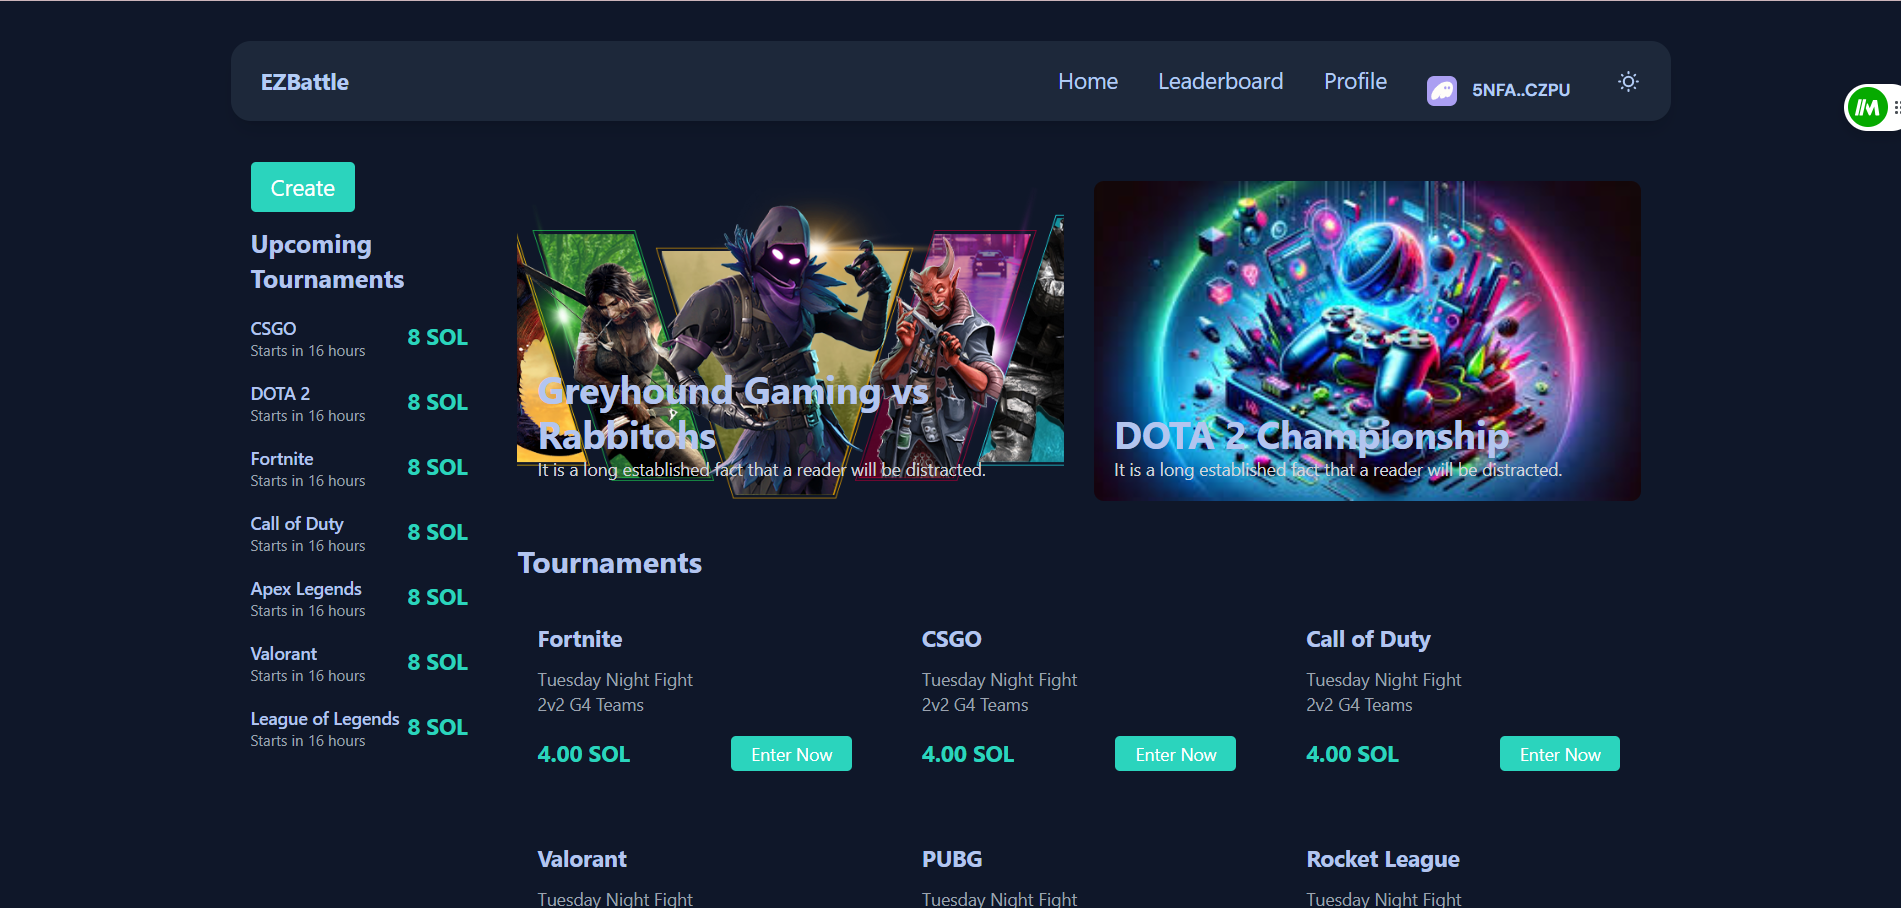 EZBattle
Home
Leaderboard
Profile
5NFA..CZPU
Create
Upcoming
Tournaments
CSGO
Starts in 16 hours
8 SOL
DOTA 2
Starts in 16 hours
8 SOL
Fortnite
Starts in 16 hours
8 SOL
Call of Duty
Starts in 16 hours
8 SOL
Apex Legends
Starts in 16 hours
8 SOL
Valorant
Starts in 16 hours
8 SOL
League of Legends
Starts in 16 hours
8 SOL
Greyhound Gaming vs
Rabbitohs
It is a long established fact that a reader will be distracted.
DOTA 2 Championship
It is a long established fact that a reader will be distracted.
Tournaments
Fortnite
Tuesday Night Fight
2v2 G4 Teams
4.00 SOL
Enter Now
CSGO
Tuesday Night Fight
2v2 G4 Teams
4.00 SOL
Enter Now
Call of Duty
Tuesday Night Fight
2v2 G4 Teams
4.00 SOL
Enter Now
Valorant
Tuesday Night Fight
PUBG
Tuesday Night Fight
Rocket League
Tuesday Night Fight